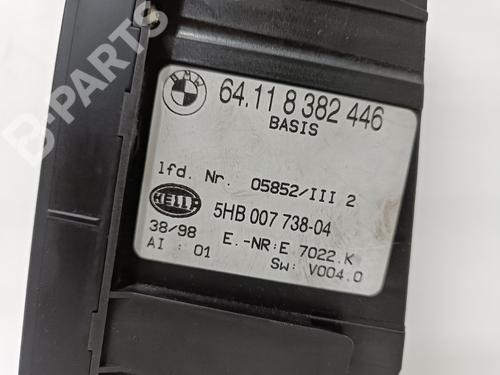 B-PARTS
BMW
64.11 8 382 446
BASIS
lfd. Nr. 05852/III 2
HELLA
5HB 007 738-04
38/98 E.-NR:E 7022.K
AI : 01 SW: V004.0